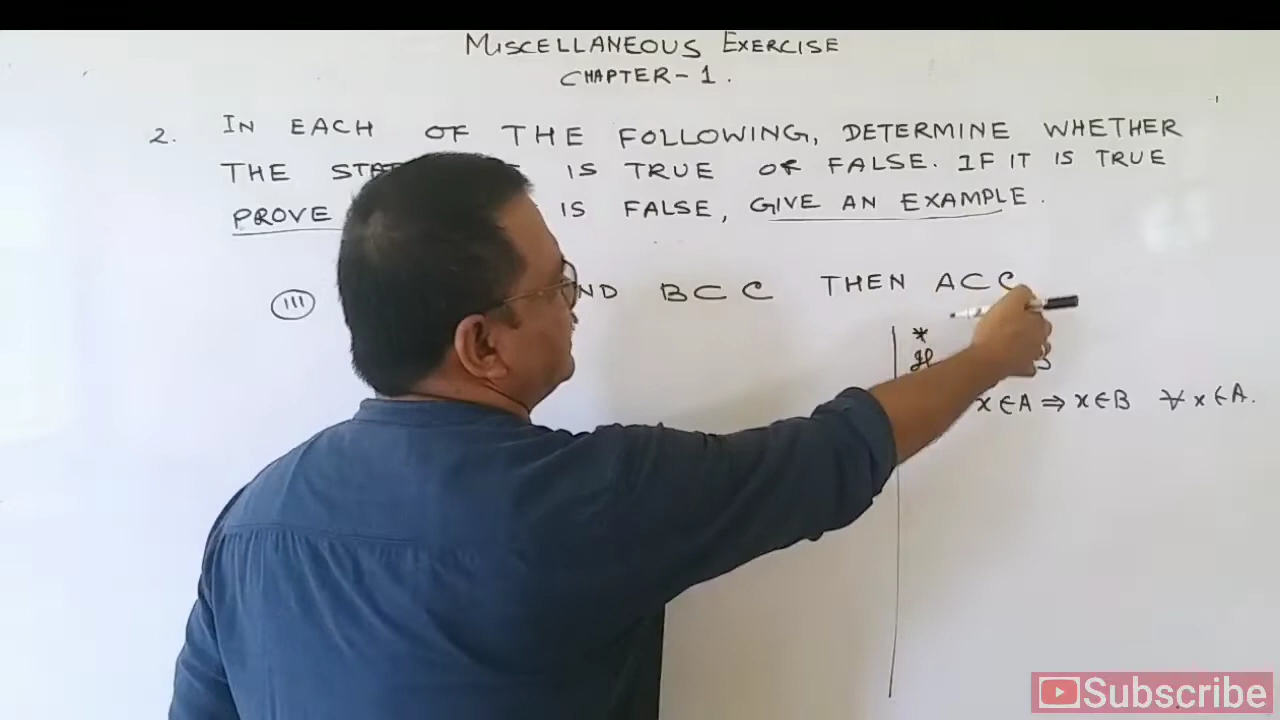 MISCELLANEOUS EXERCISE
CHAPTER-1.
2. IN EACH OF THE FOLLOWING, DETERMINE WHETHER
THE IS TRUE OR FALSE. IF IT IS TRUE
PROVE IS FALSE, GIVE AN EXAMPLE.
(iii) B⊂C THEN A⊂C
*
x∈A ⇒ x∈B ∀ x∈A.
Subscribe